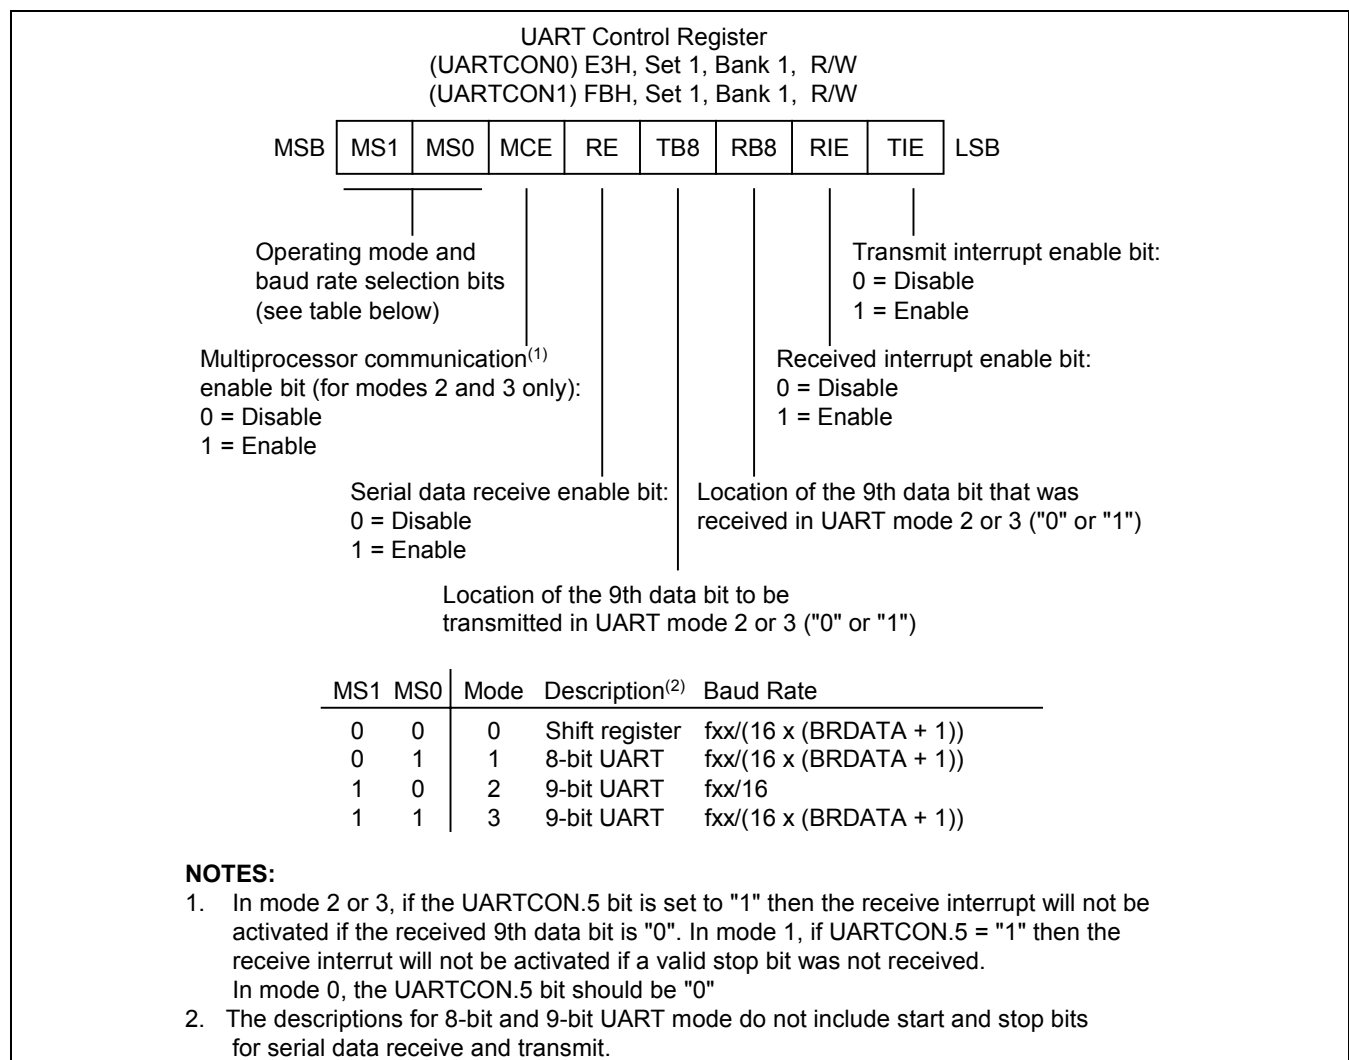 UART Control Register
(UARTCON0) E3H, Set 1, Bank 1, R/W
(UARTCON1) FBH, Set 1, Bank 1, R/W
MSB MS1 MS0 MCE RE TB8 RB8 RIE TIE LSB
Operating mode and
baud rate selection bits
(see table below)
Transmit interrupt enable bit:
0 = Disable
1 = Enable
Multiprocessor communication(1)
enable bit (for modes 2 and 3 only):
0 = Disable
1 = Enable
Received interrupt enable bit:
0 = Disable
1 = Enable
Serial data receive enable bit:
0 = Disable
1 = Enable
Location of the 9th data bit that was
received in UART mode 2 or 3 ("0" or "1")
Location of the 9th data bit to be
transmitted in UART mode 2 or 3 ("0" or "1")
MS1 MS0 Mode Description(2) Baud Rate
0 0 0 Shift register fxx/(16 x (BRDATA + 1))
0 1 1 8-bit UART fxx/(16 x (BRDATA + 1))
1 0 2 9-bit UART fxx/16
1 1 3 9-bit UART fxx/(16 x (BRDATA + 1))
NOTES:
1. In mode 2 or 3, if the UARTCON.5 bit is set to "1" then the receive interrupt will not be
activated if the received 9th data bit is "0". In mode 1, if UARTCON.5 = "1" then the
receive interrut will not be activated if a valid stop bit was not received.
In mode 0, the UARTCON.5 bit should be "0"
2. The descriptions for 8-bit and 9-bit UART mode do not include start and stop bits
for serial data receive and transmit.